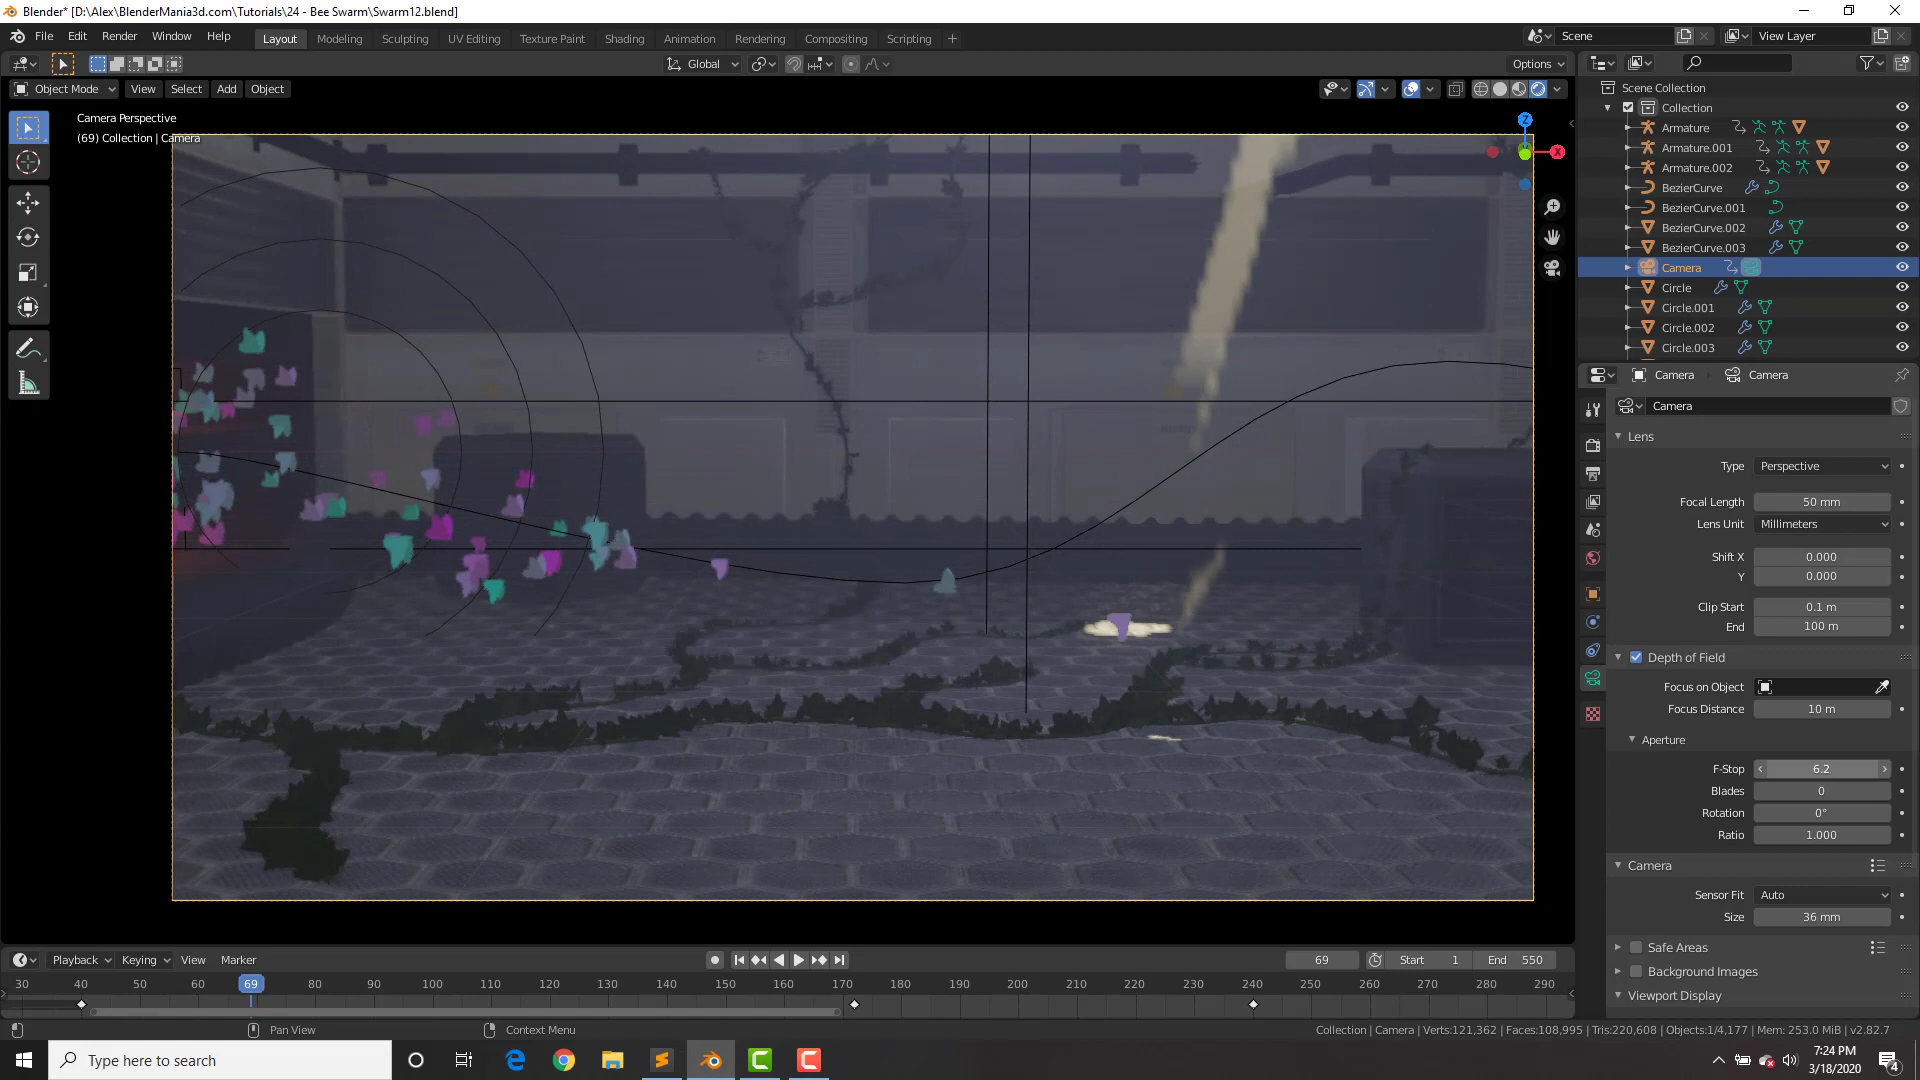 Blender* [D:\Alex\BlenderMania3d.com\Tutorials\24 - Bee Swarm\Swarm12.blend]
File Edit Render Window Help
Layout Modeling Sculpting UV Editing Texture Paint Shading Animation Rendering Compositing Scripting
Scene
View Layer
Global
Options
Object Mode View Select Add Object
Camera Perspective
(69) Collection | Camera
Z
X
Scene Collection
Collection
Armature
Armature.001
Armature.002
BezierCurve
BezierCurve.001
BezierCurve.002
BezierCurve.003
Camera
Circle
Circle.001
Circle.002
Circle.003
Camera Camera
Camera
Lens
Type Perspective
Focal Length 50 mm
Lens Unit Millimeters
Shift X 0.000
Y 0.000
Clip Start 0.1 m
End 100 m
Depth of Field
Focus on Object
Focus Distance 10 m
Aperture
F-Stop 6.2
Blades 0
Rotation 0°
Ratio 1.000
Camera
Sensor Fit Auto
Size 36 mm
Safe Areas
Background Images
Viewport Display
Playback Keying View Marker
69 Start 1 End 550
30 50 60 69 80 90 100 110 120 130 140 150 160 170 180 190 200 210 220 230 240 250 260 270 280 290
Pan View Context Menu
Collection | Camera | Verts:121,362 | Faces:108,995 | Tris:220,608 | Objects:1/4,177 | Mem: 253.0 MiB | v2.82.7
Type here to search
7:24 PM
3/18/2020
4